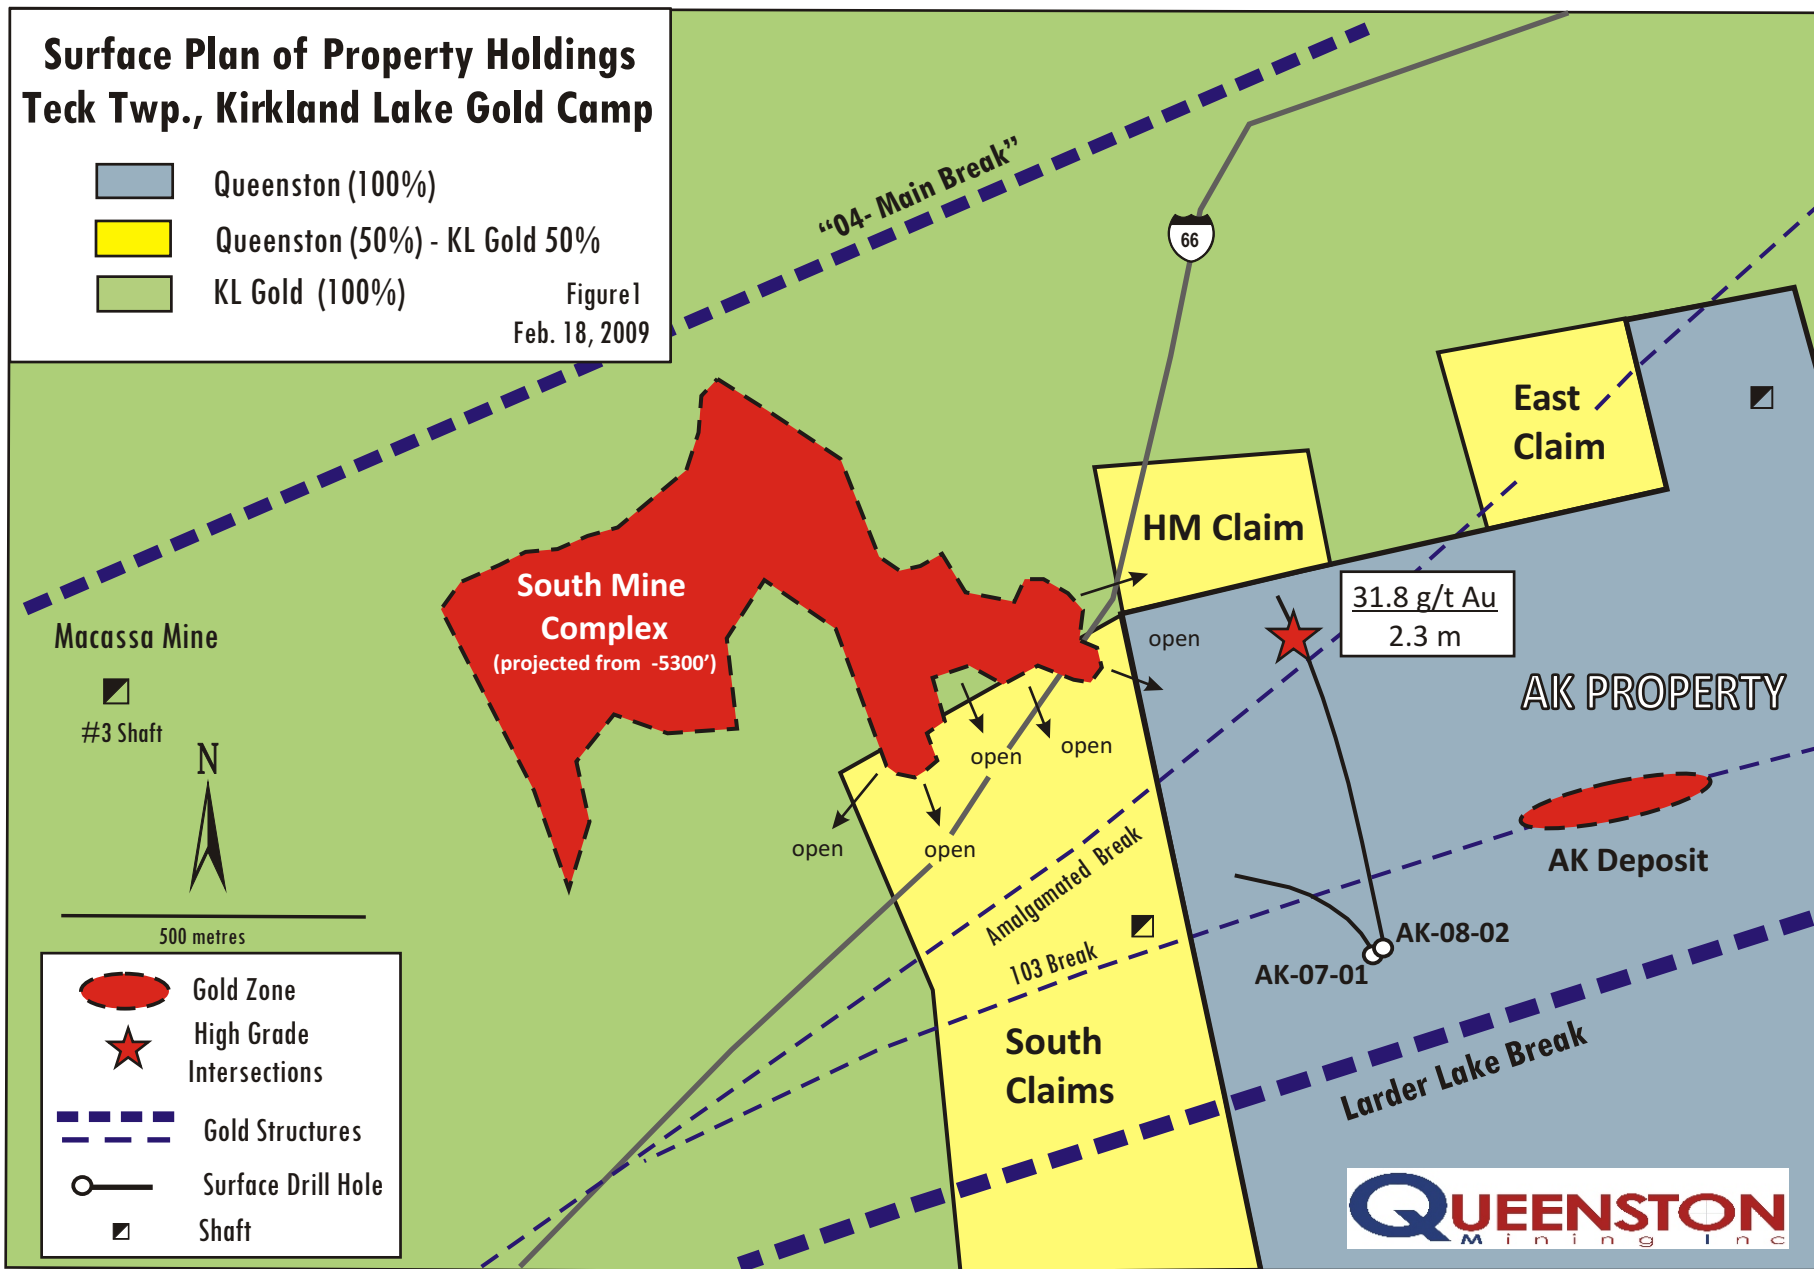 Surface Plan of Property Holdings
Teck Twp., Kirkland Lake Gold Camp
Queenston (100%)
Queenston (50%) - KL Gold 50%
KL Gold (100%)
Figure1
Feb. 18, 2009
“04- Main Break”
66
East
Claim
HM Claim
South Mine
Complex
(projected from -5300’)
31.8 g/t Au
2.3 m
Macassa Mine
#3 Shaft
open
AK PROPERTY
open
open
N
open
open
Amalgamated Break
AK Deposit
500 metres
103 Break
AK-08-02
AK-07-01
South
Claims
Larder Lake Break
Gold Zone
High Grade
Intersections
Gold Structures
Surface Drill Hole
Shaft
QUEENSTON
Mining Inc